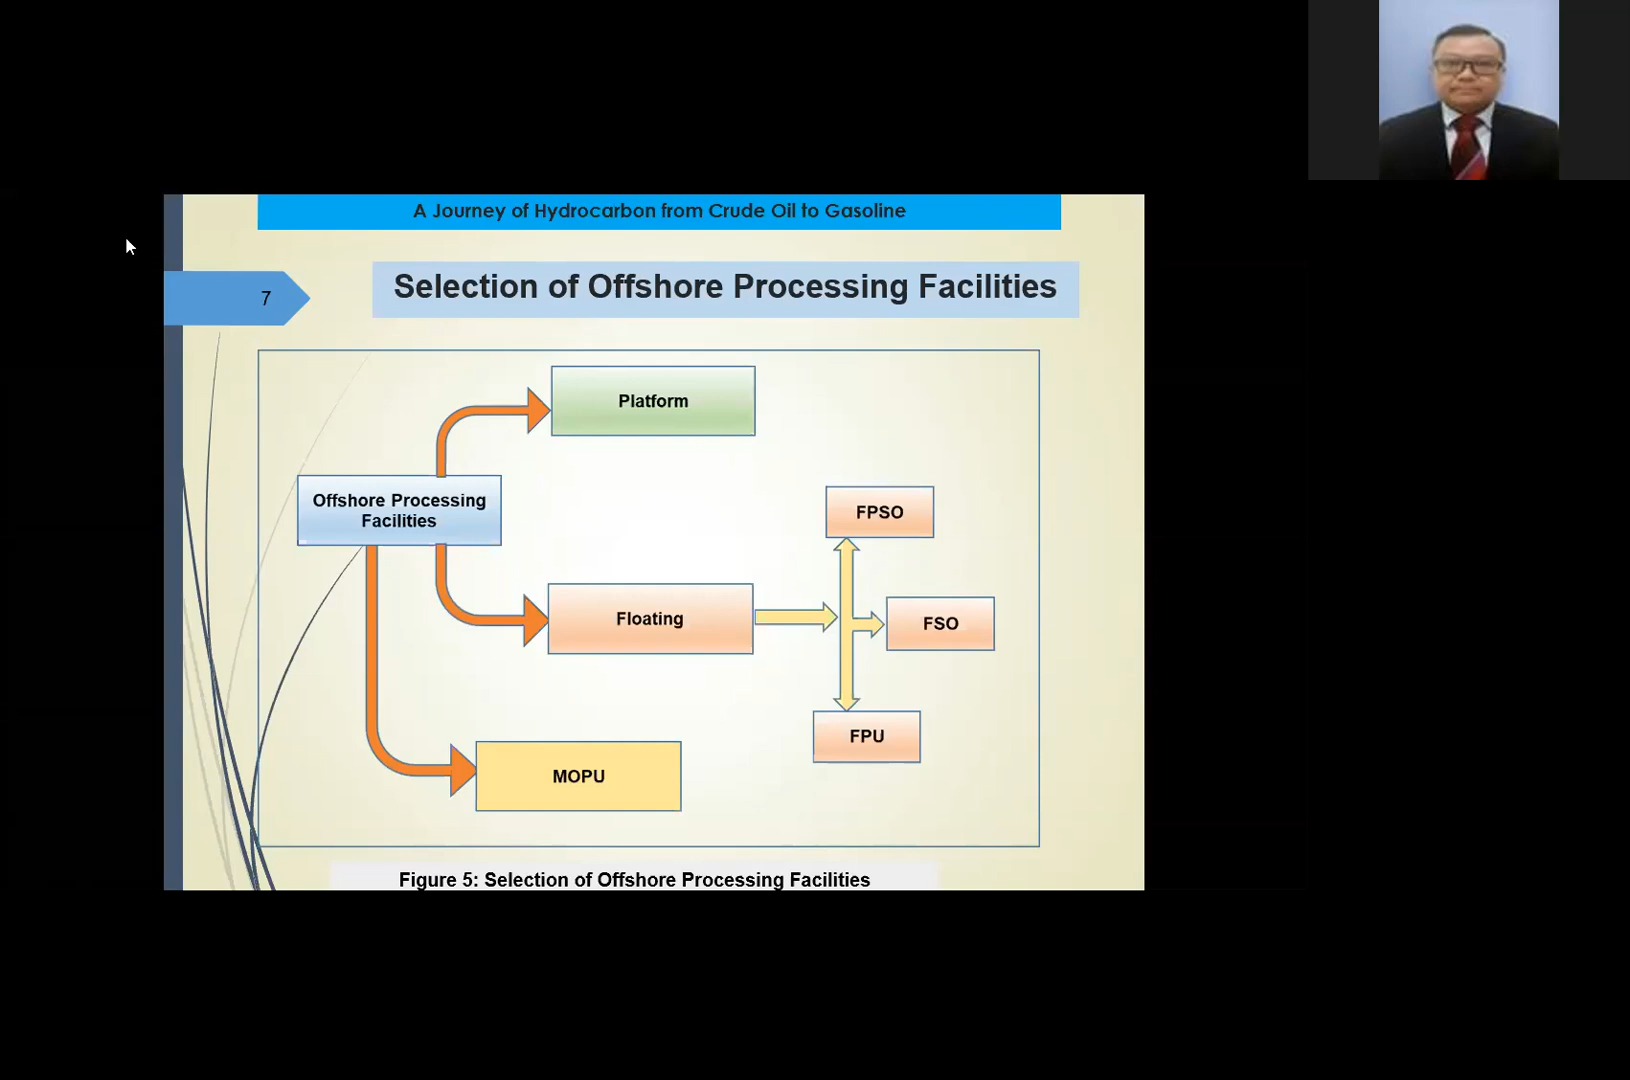 A Journey of Hydrocarbon from Crude Oil to Gasoline
7
Selection of Offshore Processing Facilities
Platform
Offshore Processing
Facilities
FPSO
Floating
FSO
FPU
MOPU
Figure 5: Selection of Offshore Processing Facilities